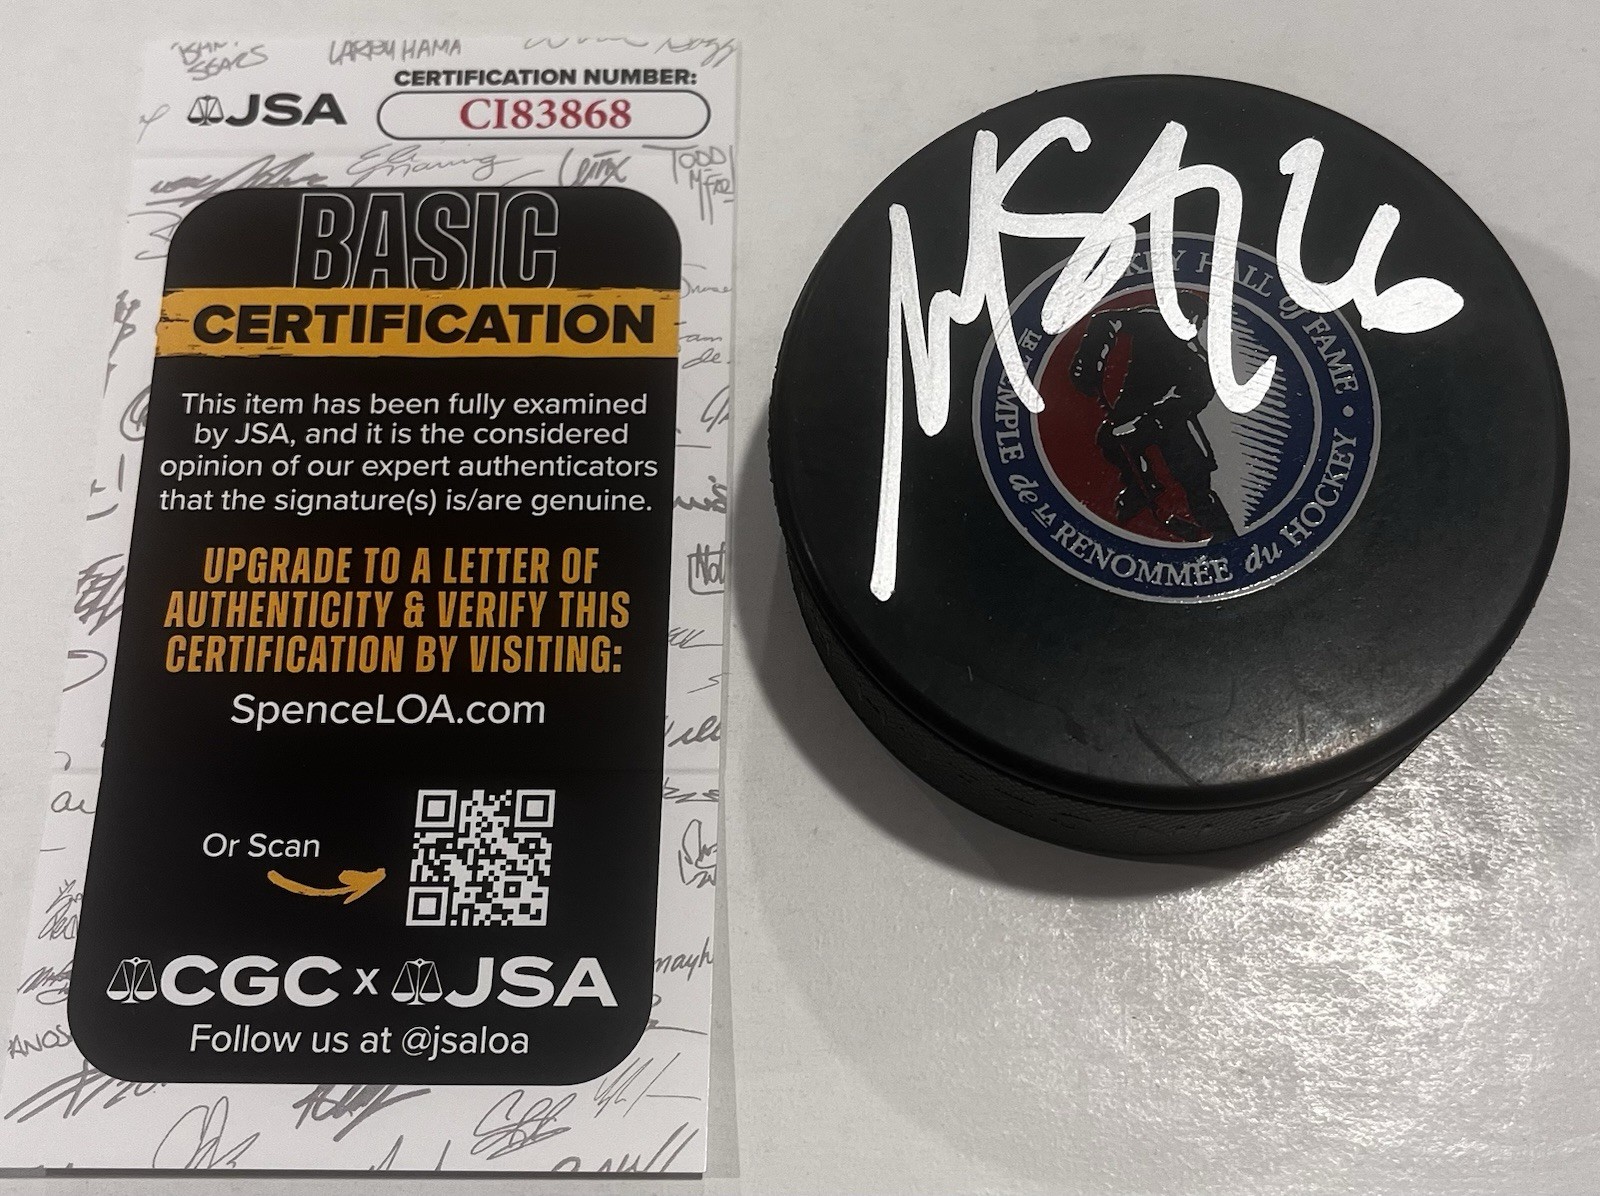 LARRY HAMA
JSA
CERTIFICATION NUMBER:
CI83868
TODD
BASIC
CERTIFICATION
This item has been fully examined
by JSA, and it is the considered
opinion of our expert authenticators
that the signature(s) is/are genuine.
UPGRADE TO A LETTER OF
AUTHENTICITY & VERIFY THIS
CERTIFICATION BY VISITING:
SpenceLOA.com
Or Scan
CGC x JSA
Follow us at @jsaloa
HOCKEY HALL of FAME •
LE TEMPLE de LA RENOMMÉE du HOCKEY